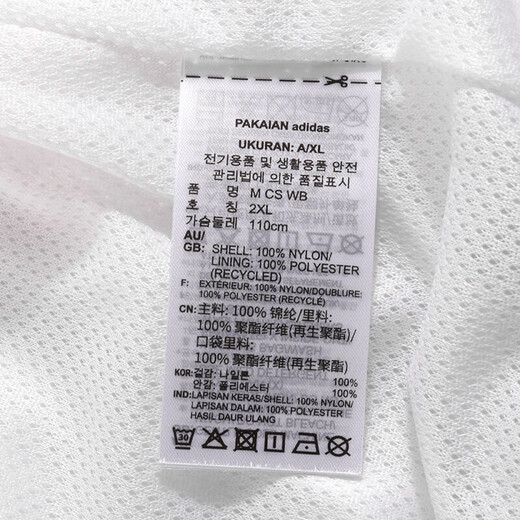 PAKAIAN adidas
UKURAN: A/XL
전기용품 및 생활용품 안전
관리법에 의한 품질표시
품 명 M CS WB
호 칭 2XL
가슴둘레 110cm
AU/
GB: SHELL: 100% NYLON/
LINING: 100% POLYESTER
(RECYCLED)
F: EXTÉRIEUR: 100% NYLON/DOUBLURE:
100% POLYESTER (RECYCLÉ)
CN: 主料: 100% 锦纶/里料:
100% 聚酯纤维(再生聚酯)/
口袋里料:
100% 聚酯纤维(再生聚酯)
KOR: 겉감: 나일론 100%
안감: 폴리에스터 100%
IND: LAPISAN KERAS/SHELL: 100% NYLON/
LAPISAN DALAM: 100% POLYESTER
HASIL DAUR ULANG
30